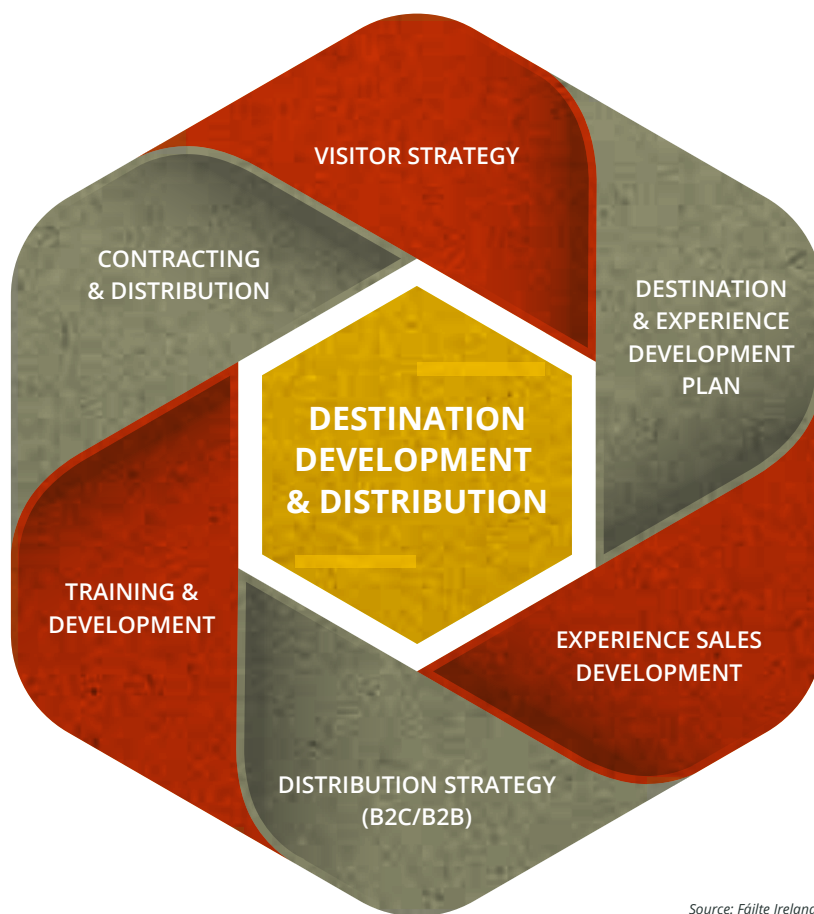 VISITOR STRATEGY
DESTINATION
& EXPERIENCE
DEVELOPMENT
PLAN
EXPERIENCE SALES
DEVELOPMENT
DISTRIBUTION STRATEGY
(B2C/B2B)
TRAINING &
DEVELOPMENT
CONTRACTING
& DISTRIBUTION
DESTINATION
DEVELOPMENT
& DISTRIBUTION
Source: Fáilte Ireland